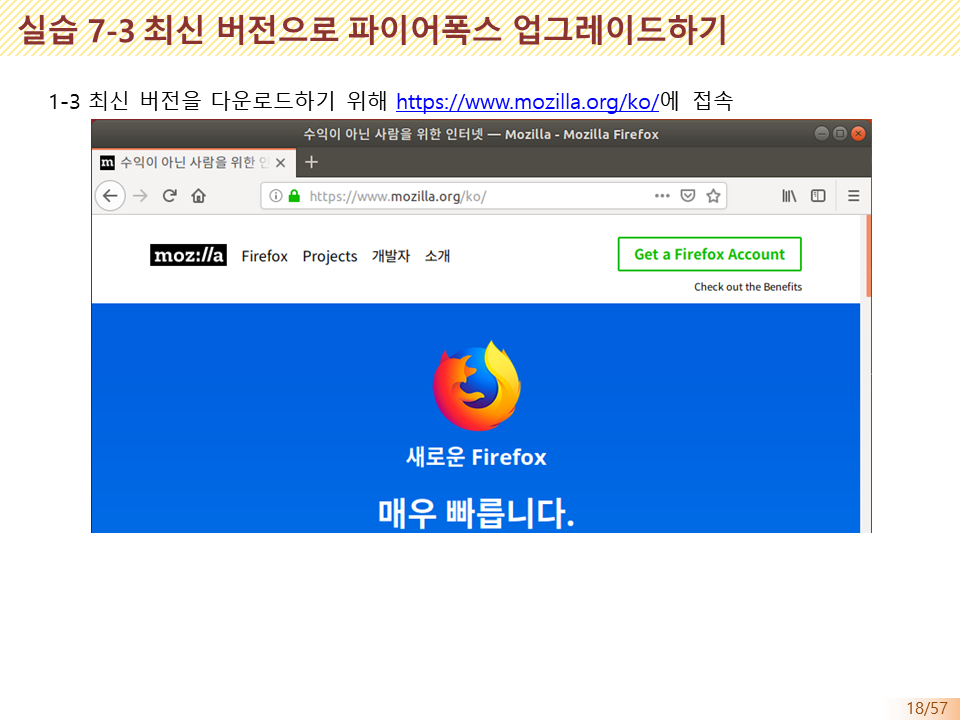 실습 7-3 최신 버전으로 파이어폭스 업그레이드하기
1-3 최신 버전을 다운로드하기 위해 https://www.mozilla.org/ko/에 접속
수익이 아닌 사람을 위한 인터넷 — Mozilla - Mozilla Firefox
m 수익이 아닌 사람을 위한 인
https://www.mozilla.org/ko/
moz://a Firefox Projects 개발자 소개 Get a Firefox Account
Check out the Benefits
새로운 Firefox
매우 빠릅니다.
18/57